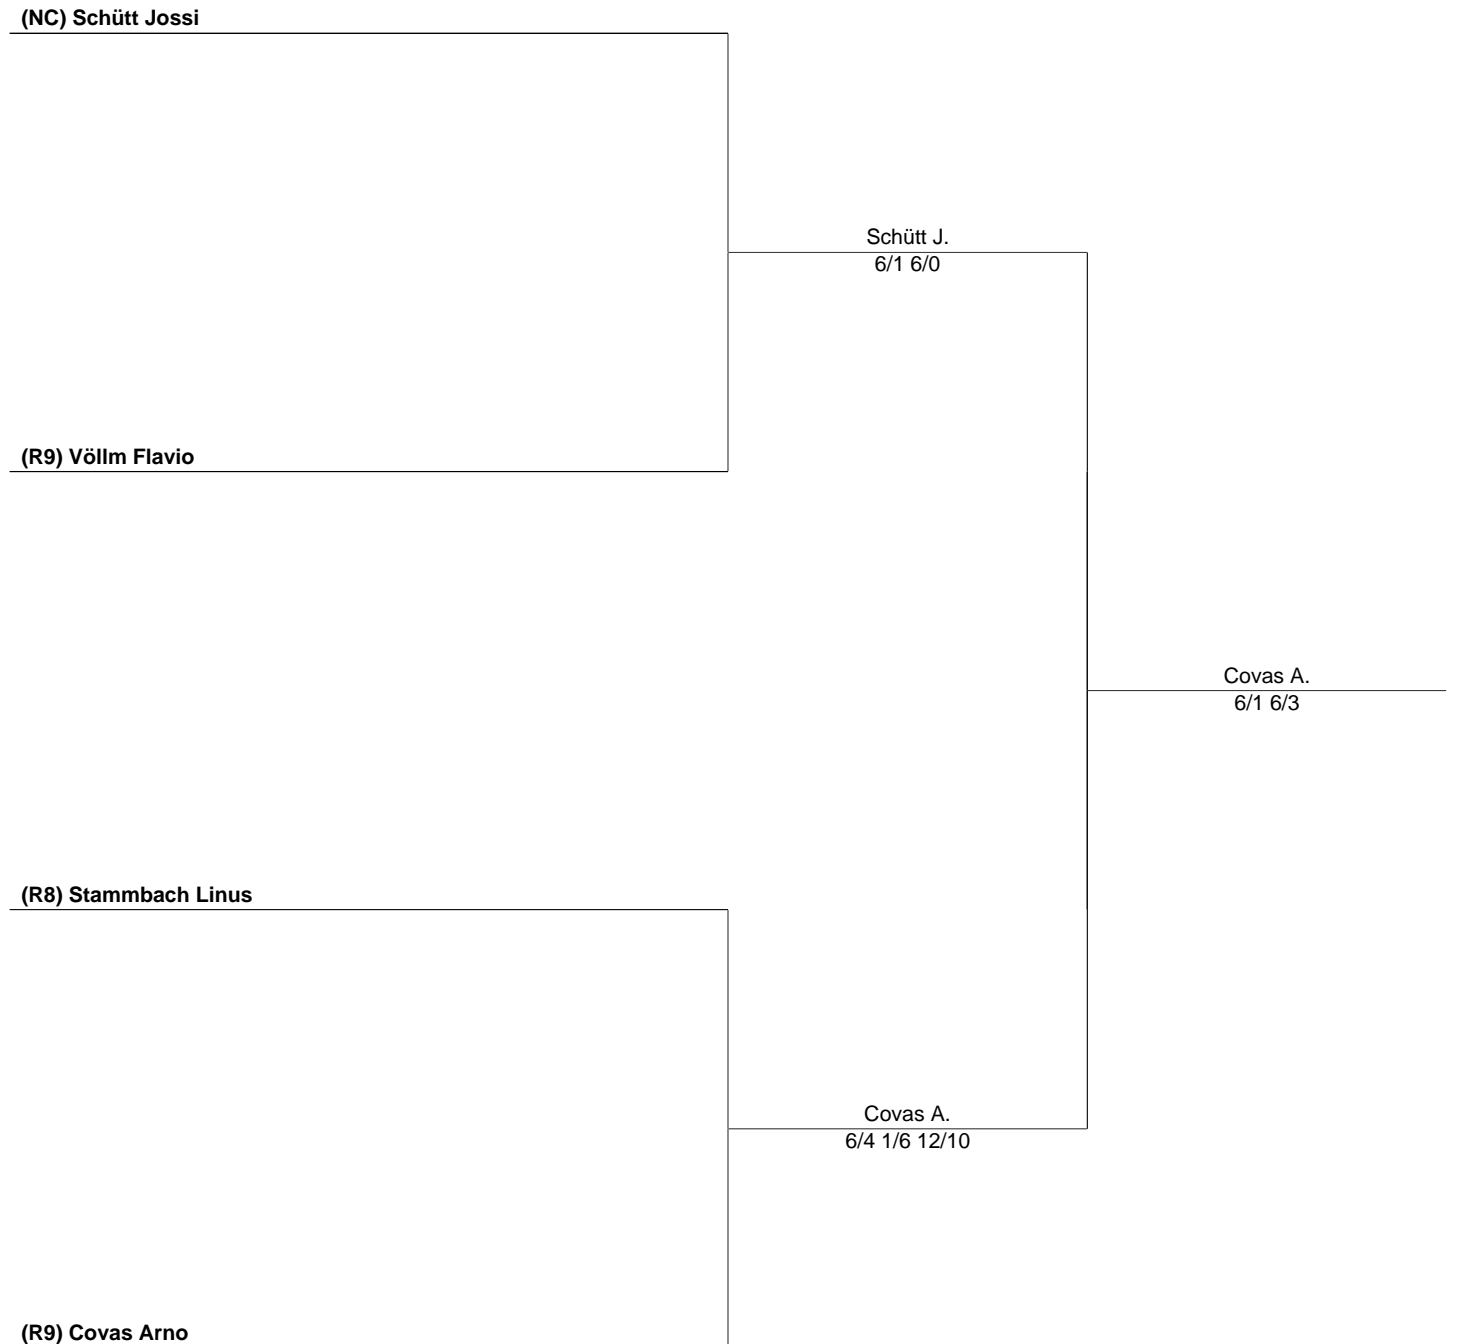 (NC) Schütt Jossi
Schütt J.
6/1 6/0
(R9) Völlm Flavio
Covas A.
6/1 6/3
(R8) Stammbach Linus
Covas A.
6/4 1/6 12/10
(R9) Covas Arno